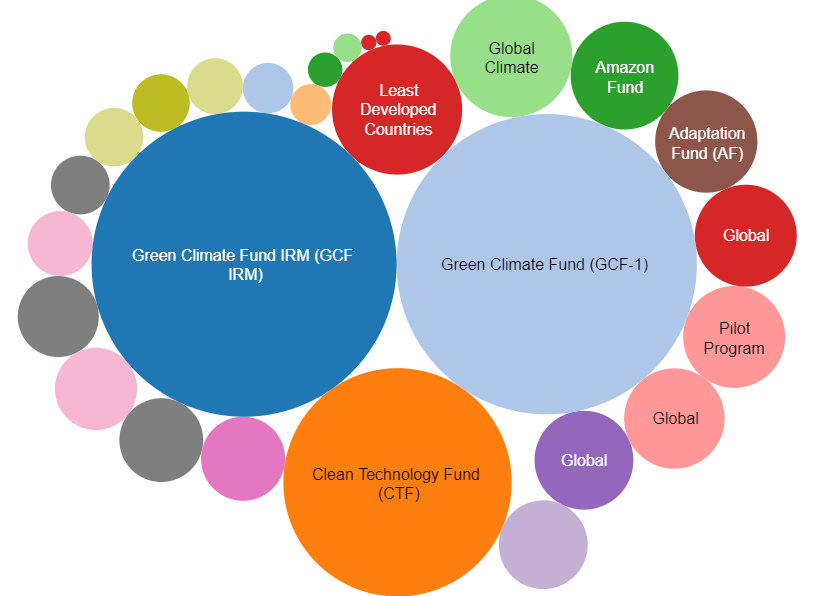 Global
Climate
Amazon
Fund
Least
Developed
Countries
Adaptation
Fund (AF)
Green Climate Fund IRM (GCF
IRM)
Green Climate Fund (GCF-1)
Global
Pilot
Program
Global
Global
Clean Technology Fund
(CTF)